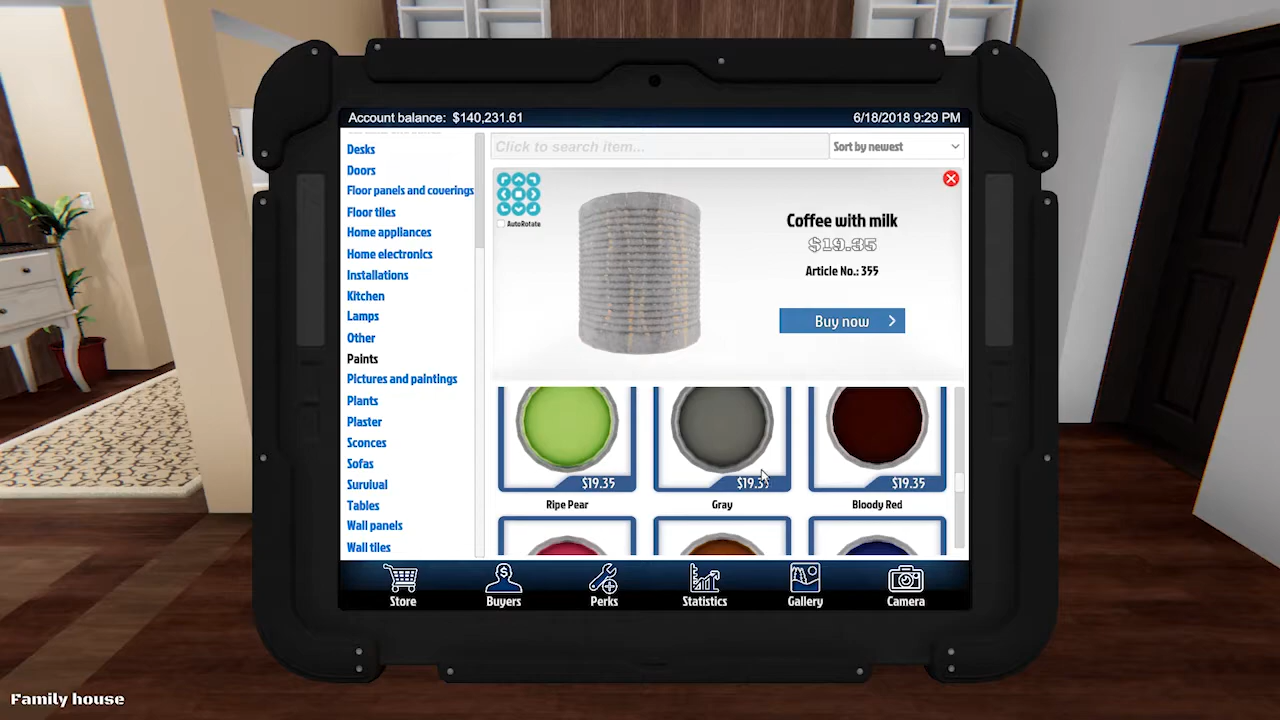 Account balance: $140,231.61
6/18/2018 9:29 PM
Desks
Doors
Floor panels and coverings
Floor tiles
Home appliances
Home electronics
Installations
Kitchen
Lamps
Other
Paints
Pictures and paintings
Plants
Plaster
Sconces
Sofas
Survival
Tables
Wall panels
Wall tiles
Click to search item...
Sort by newest
AutoRotate
Coffee with milk
$19.35
Article No.: 355
Buy now
$19.35
$19.35
$19.35
Ripe Pear
Gray
Bloody Red
Store
Buyers
Perks
Statistics
Gallery
Camera
Family house